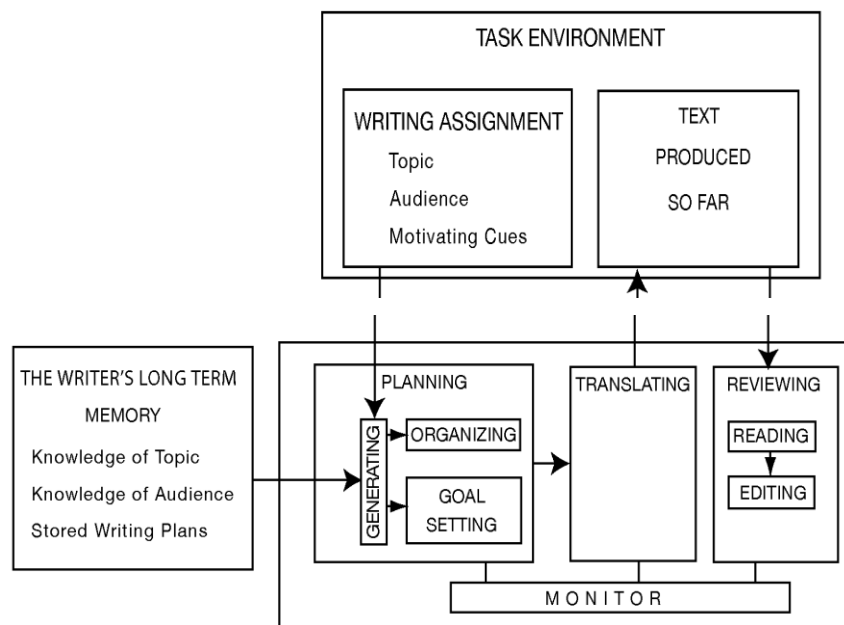 TASK ENVIRONMENT
WRITING ASSIGNMENT
Topic
Audience
Motivating Cues
TEXT
PRODUCED
SO FAR
THE WRITER'S LONG TERM
MEMORY
Knowledge of Topic
Knowledge of Audience
Stored Writing Plans
PLANNING
GENERATING
ORGANIZING
GOAL
SETTING
TRANSLATING
REVIEWING
READING
EDITING
MONITOR